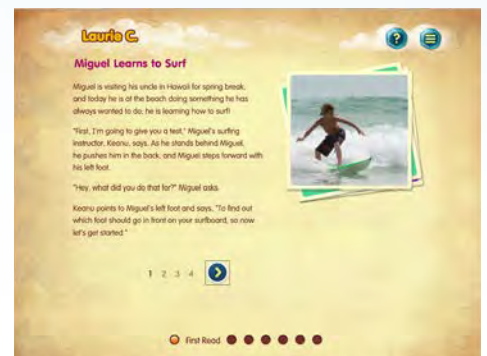 Laurie C.
?
Miguel Learns to Surf
Miguel is visiting his uncle in Hawaii for spring break,
and today he is at the beach doing something he has
always wanted to do; he is learning how to surf!
"First, I'm going to give you a test," Miguel's surfing
instructor, Keanu, says. As he stands behind Miguel,
he pushes him in the back, and Miguel steps forward with
his left foot.
"Hey, what did you do that for?" Miguel asks.
Keanu points to Miguel's left foot and says, "To find out
which foot should go in front on your surfboard, so now
let's get started."
1 2 3 4
First Read